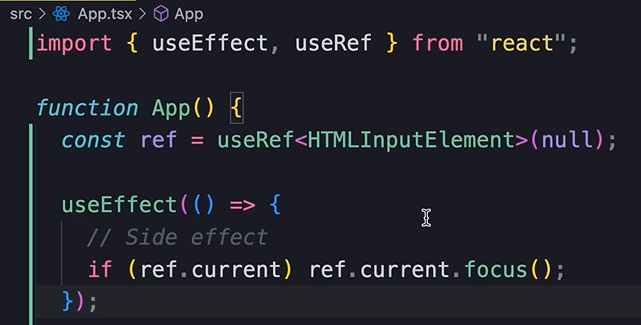 src > App.tsx > App
import { useEffect, useRef } from "react";
function App() {
const ref = useRef<HTMLInputElement>(null);
useEffect(() => {
// Side effect
if (ref.current) ref.current.focus();
});